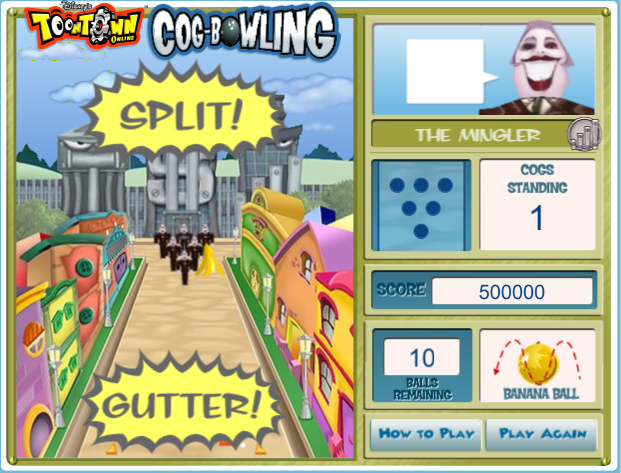 Disney's
TOONTOWN
ONLINE
COG-BOWLING
SPLIT!
THE MINGLER
COGS
STANDING
1
SCORE 500000
10
BALLS
REMAINING
BANANA BALL
GUTTER!
HOW TO PLAY
PLAY AGAIN